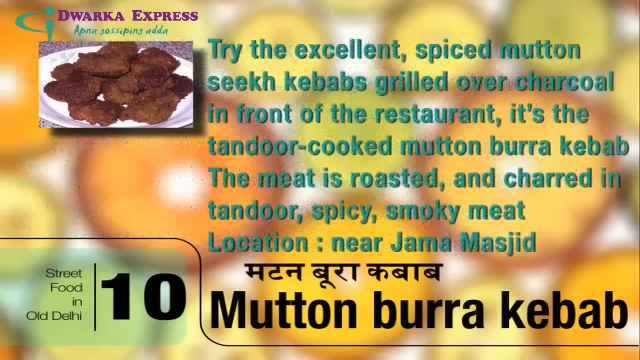 DWARKA EXPRESS
Apna gossiping adda
Try the excellent, spiced mutton
seekh kebabs grilled over charcoal
in front of the restaurant, it's the
tandoor-cooked mutton burra kebab
The meat is roasted, and charred in
tandoor, spicy, smoky meat
Location : near Jama Masjid
Street
Food
in
Old Delhi
10
मटन बूरा कबाब
Mutton burra kebab